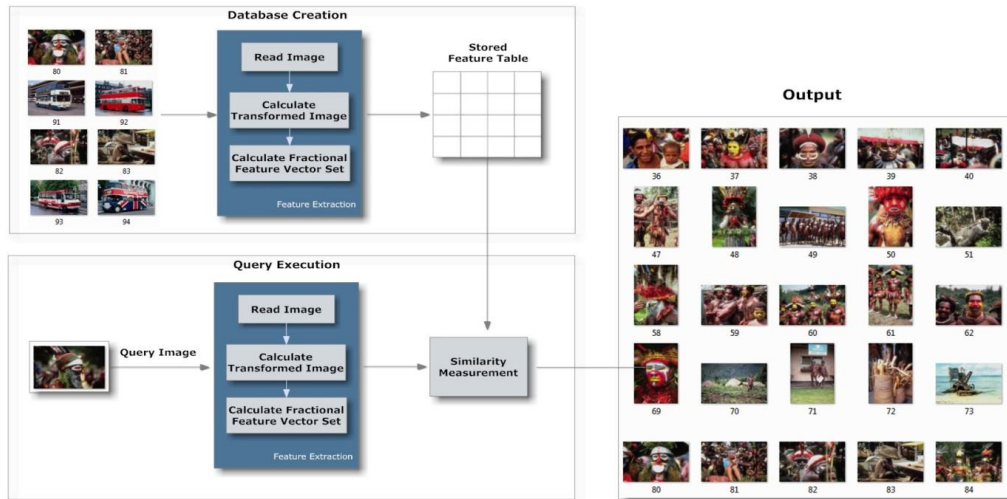 Database Creation
80 81
91 92
82 83
93 94
Read Image
Calculate
Transformed Image
Calculate Fractional
Feature Vector Set
Feature Extraction
Stored
Feature Table
Query Execution
Query Image
Read Image
Calculate
Transformed Image
Calculate Fractional
Feature Vector Set
Feature Extraction
Similarity
Measurement
Output
36 37 38 39 40
47 48 49 50 51
58 59 60 61 62
69 70 71 72 73
80 81 82 83 84